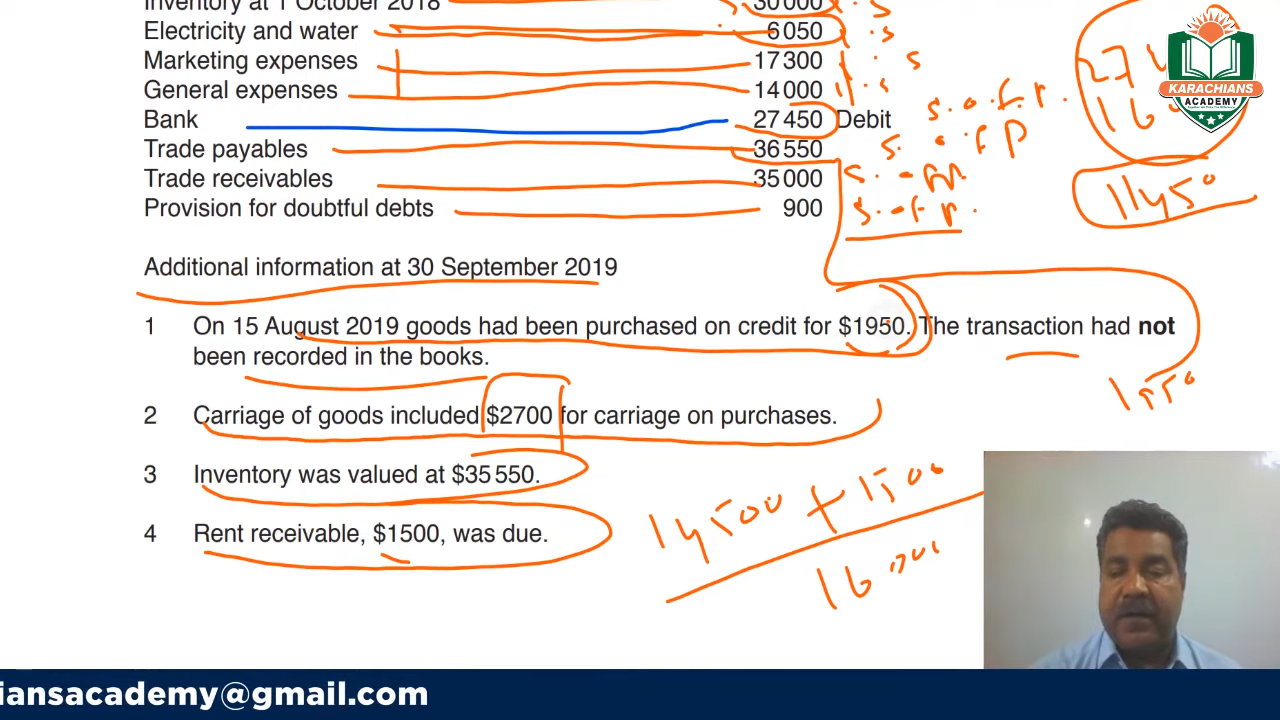 Inventory at 1 October 2018 30 000
Electricity and water 6 050
Marketing expenses 17 300
General expenses 14 000
Bank 27 450 Debit
Trade payables 36 550
Trade receivables 35 000
Provision for doubtful debts 900
s.o.f.p.
s.o.f.p
11450
KARACHIANS
ACADEMY
Additional information at 30 September 2019
1 On 15 August 2019 goods had been purchased on credit for $1950. The transaction had not
been recorded in the books.
2 Carriage of goods included $2700 for carriage on purchases.
3 Inventory was valued at $35 550.
4 Rent receivable, $1500, was due.
14500 + 1500
16000
iansacademy@gmail.com